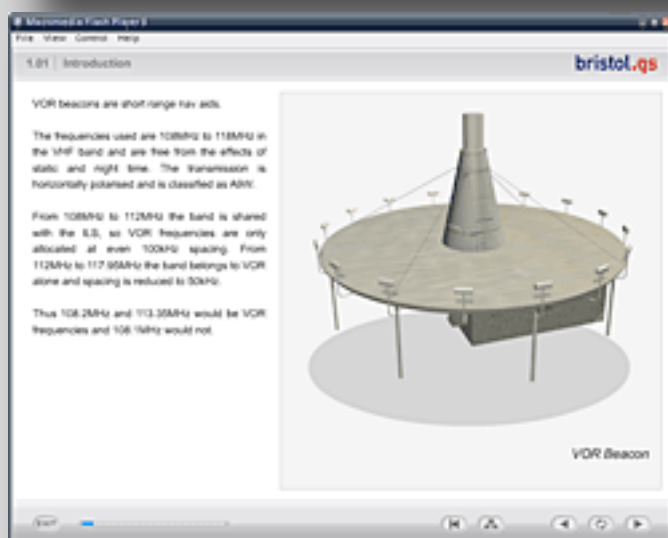 Macromedia Flash Player 8
File View Control Help
1.01 | Introduction
bristol.qs
VOR beacons are short range nav aids.
The frequencies used are 108MHz to 118MHz in
the VHF band and are free from the effects of
static and night time. The transmission is
horizontally polarised and is classified as A9W.
From 108MHz to 112MHz the band is shared
with the ILS, so VOR frequencies are only
allocated at even 100kHz spacing. From
112MHz to 117.95MHz the band belongs to VOR
alone and spacing is reduced to 50kHz.
Thus 108.2MHz and 113.35MHz would be VOR
frequencies and 108.1MHz would not.
VOR Beacon
EXIT